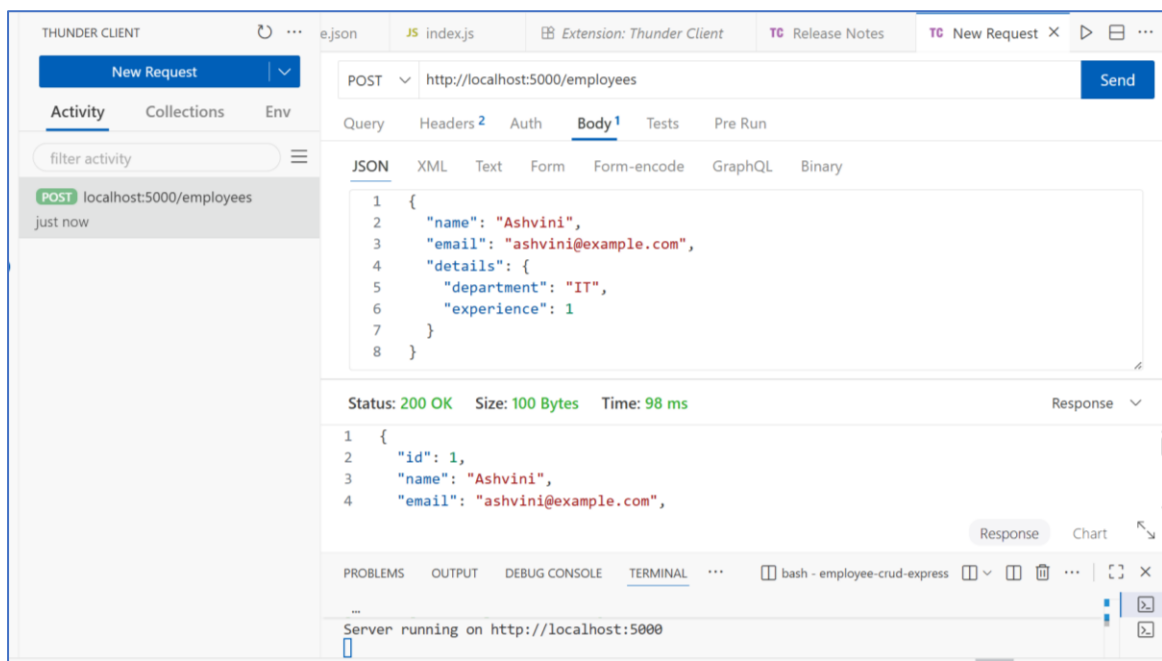 THUNDER CLIENT
New Request
Activity Collections Env
filter activity
POST localhost:5000/employees
just now
e.json JS index.js Extension: Thunder Client TC Release Notes TC New Request
POST http://localhost:5000/employees Send
Query Headers 2 Auth Body 1 Tests Pre Run
JSON XML Text Form Form-encode GraphQL Binary
1 {
2 "name": "Ashvini",
3 "email": "ashvini@example.com",
4 "details": {
5 "department": "IT",
6 "experience": 1
7 }
8 }
Status: 200 OK Size: 100 Bytes Time: 98 ms Response
1 {
2 "id": 1,
3 "name": "Ashvini",
4 "email": "ashvini@example.com",
Response Chart
PROBLEMS OUTPUT DEBUG CONSOLE TERMINAL ··· bash - employee-crud-express
...
Server running on http://localhost:5000